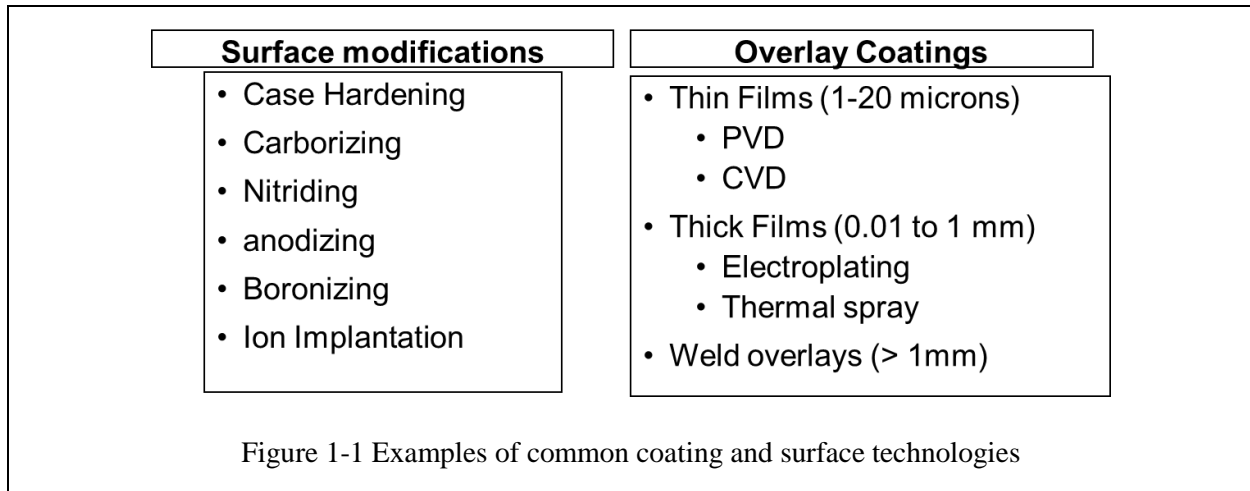 Surface modifications
• Case Hardening
• Carborizing
• Nitriding
• anodizing
• Boronizing
• Ion Implantation
Overlay Coatings
• Thin Films (1-20 microns)
• PVD
• CVD
• Thick Films (0.01 to 1 mm)
• Electroplating
• Thermal spray
• Weld overlays (> 1mm)
Figure 1-1 Examples of common coating and surface technologies